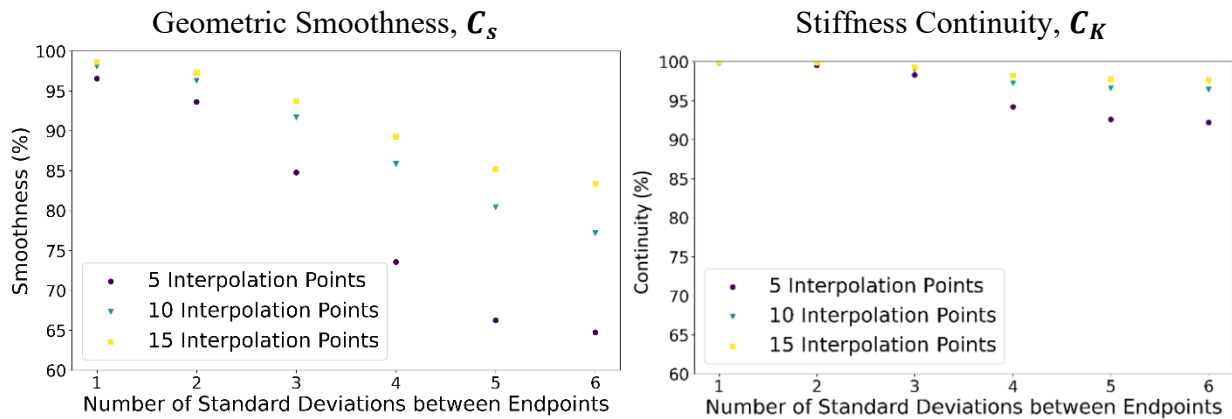 Geometric Smoothness, C_s
100
95
90
85
80
75
70
65
60
Smoothness (%)
5 Interpolation Points
10 Interpolation Points
15 Interpolation Points
1 2 3 4 5 6
Number of Standard Deviations between Endpoints
Stiffness Continuity, C_K
100
95
90
85
80
75
70
65
60
Continuity (%)
5 Interpolation Points
10 Interpolation Points
15 Interpolation Points
1 2 3 4 5 6
Number of Standard Deviations between Endpoints